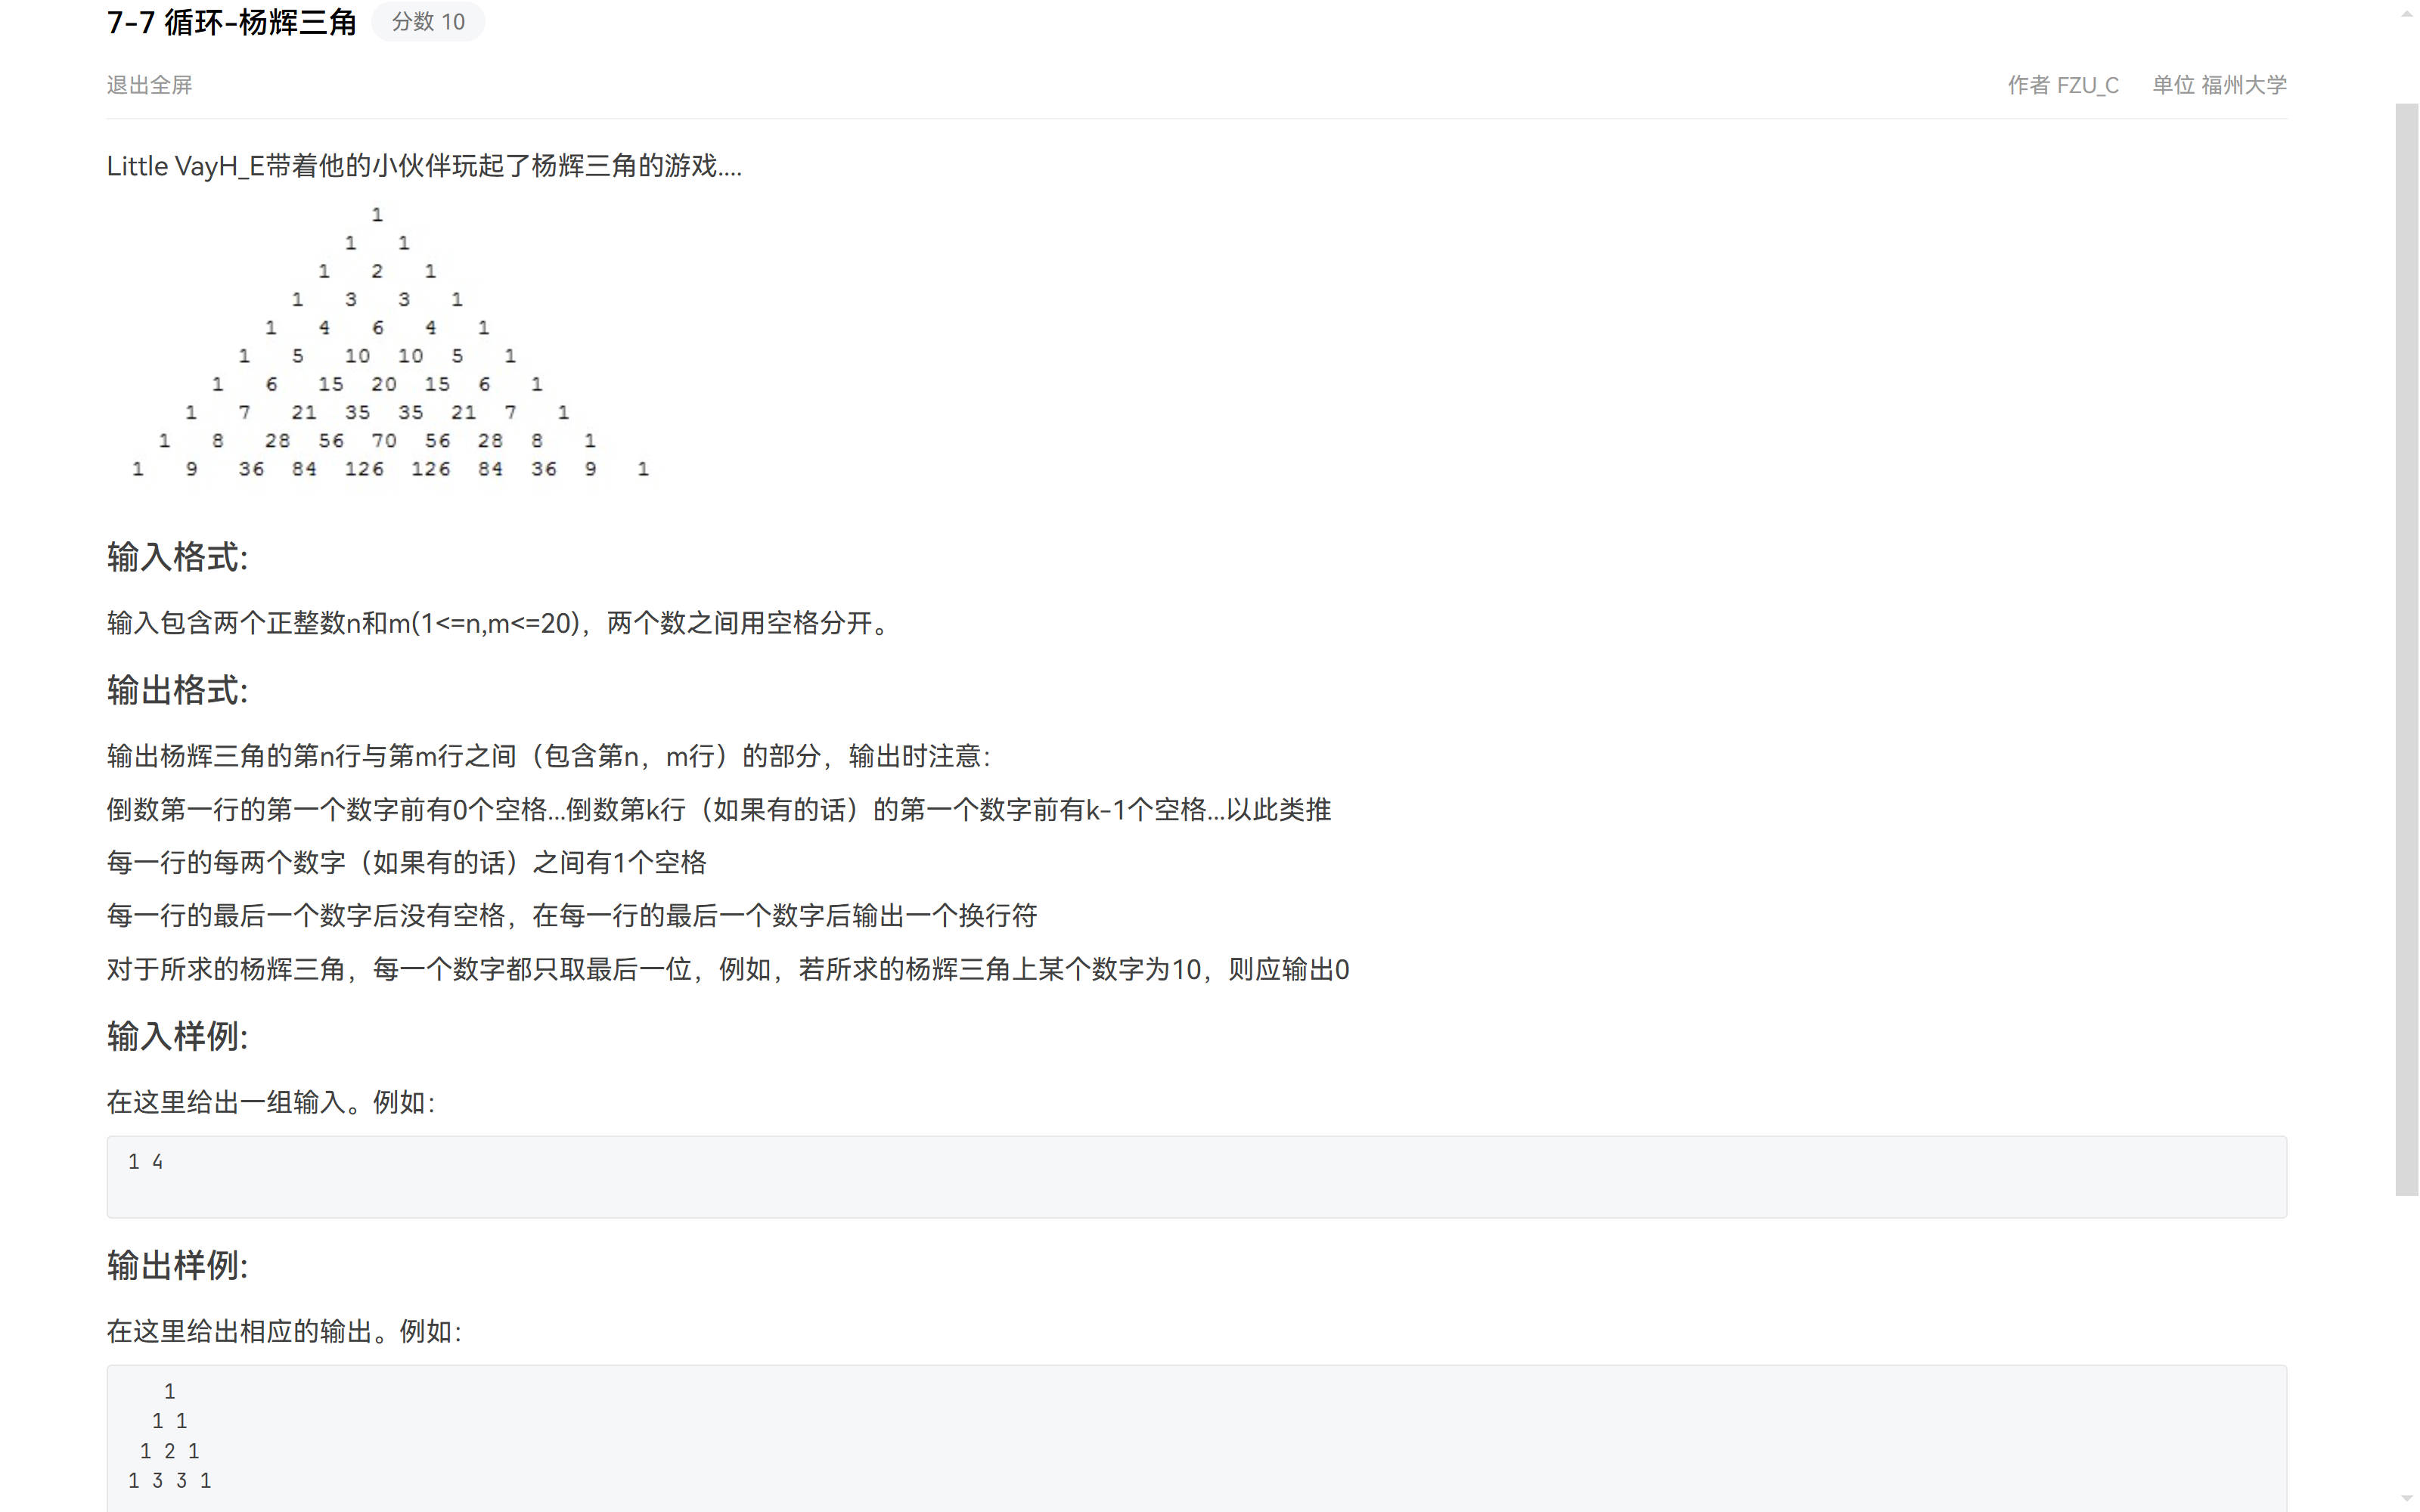 7-7 循环-杨辉三角 分数 10
退出全屏 作者 FZU_C 单位 福州大学
Little VayH_E带着他的小伙伴玩起了杨辉三角的游戏....
1
1 1
1 2 1
1 3 3 1
1 4 6 4 1
1 5 10 10 5 1
1 6 15 20 15 6 1
1 7 21 35 35 21 7 1
1 8 28 56 70 56 28 8 1
1 9 36 84 126 126 84 36 9 1
输入格式:
输入包含两个正整数n和m(1<=n,m<=20)，两个数之间用空格分开。
输出格式:
输出杨辉三角的第n行与第m行之间（包含第n，m行）的部分，输出时注意：
倒数第一行的第一个数字前有0个空格...倒数第k行（如果有的话）的第一个数字前有k-1个空格...以此类推
每一行的每两个数字（如果有的话）之间有1个空格
每一行的最后一个数字后没有空格，在每一行的最后一个数字后输出一个换行符
对于所求的杨辉三角，每一个数字都只取最后一位，例如，若所求的杨辉三角上某个数字为10，则应输出0
输入样例:
在这里给出一组输入。例如：
1 4
输出样例:
在这里给出相应的输出。例如：
1
1 1
1 2 1
1 3 3 1